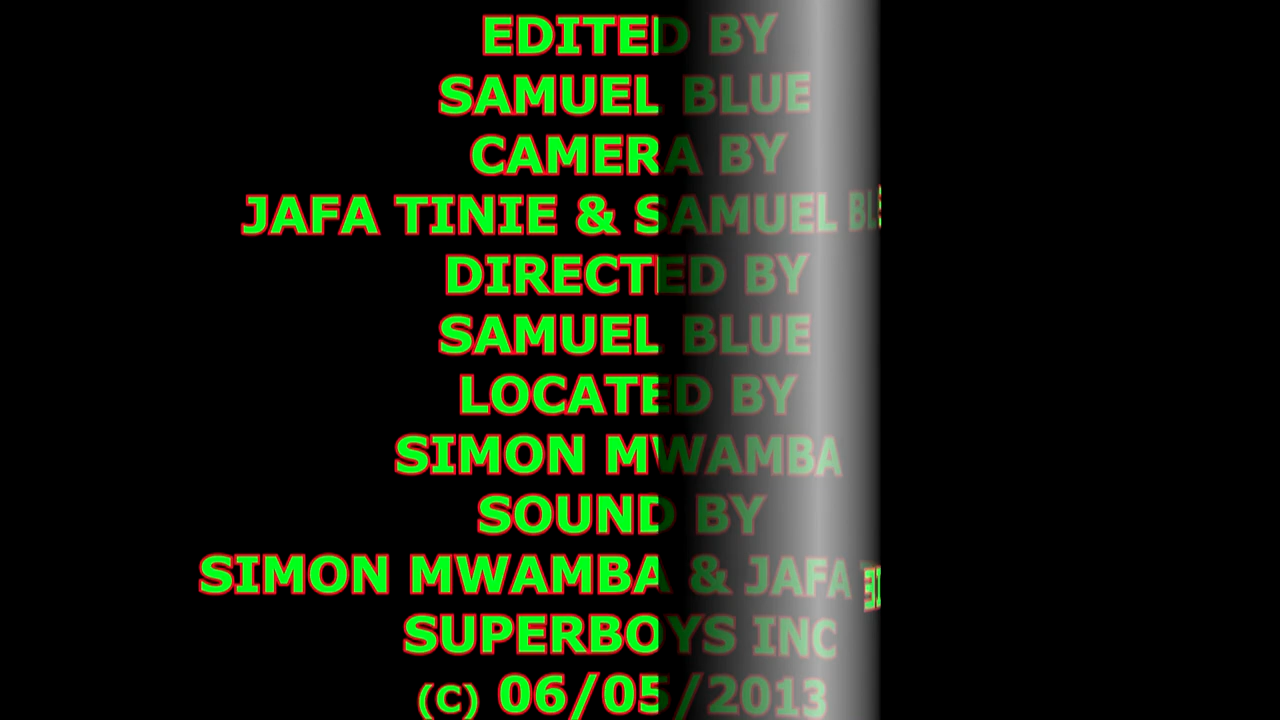 EDITED BY
SAMUEL BLUE
CAMERA BY
JAFA TINIE & SAMUEL
DIRECTED BY
SAMUEL BLUE
LOCATED BY
SIMON MWAMBA
SOUND BY
SIMON MWAMBA & JAFA
SUPERBOYS INC
(C) 06/05/2013